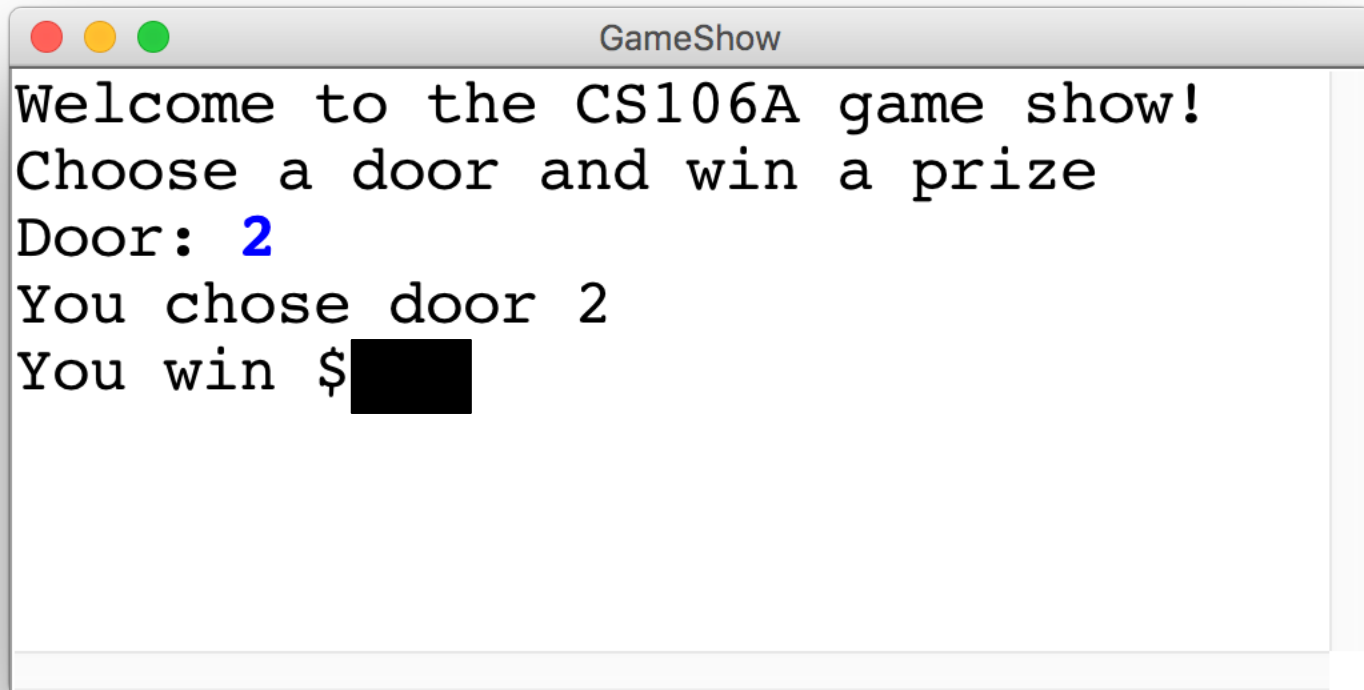 GameShow
Welcome to the CS106A game show!
Choose a door and win a prize
Door: 2
You chose door 2
You win $